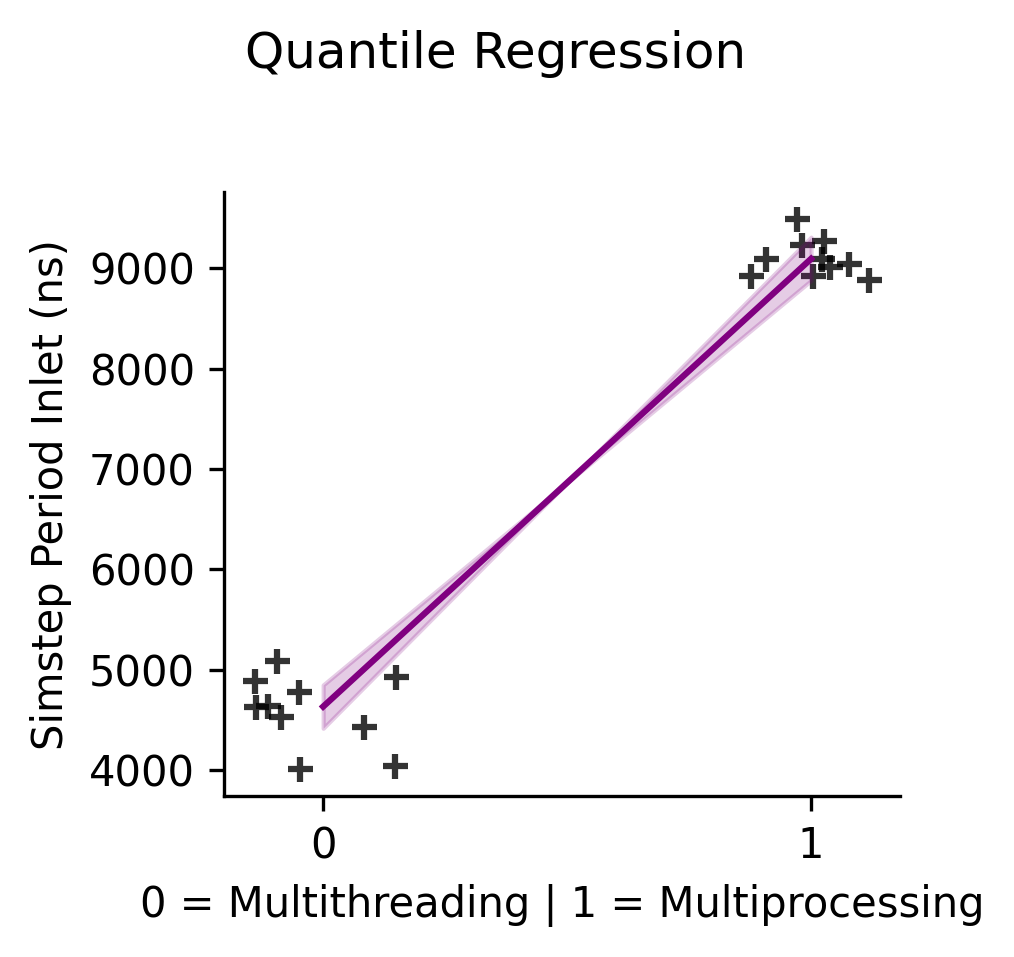 Quantile Regression
Simstep Period Inlet (ns)
9000
8000
7000
6000
5000
4000
0 1
0 = Multithreading | 1 = Multiprocessing